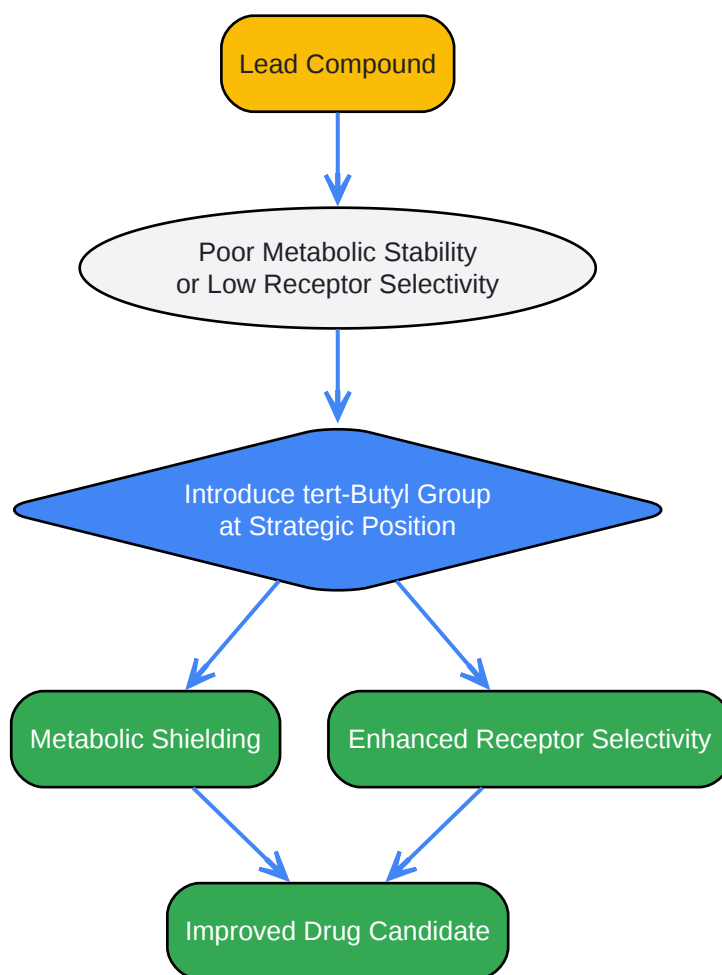 Lead Compound
Poor Metabolic Stability
or Low Receptor Selectivity
Introduce tert-Butyl Group
at Strategic Position
Metabolic Shielding
Enhanced Receptor Selectivity
Improved Drug Candidate